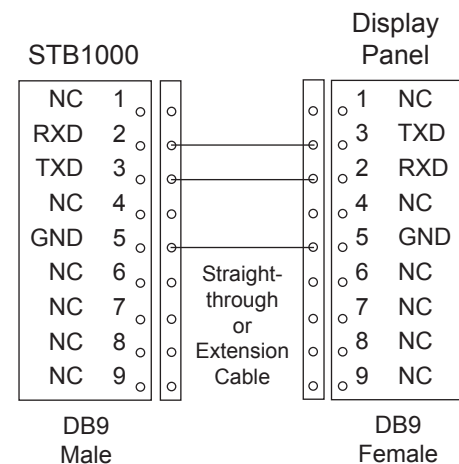 STB1000
Display
Panel
NC 1
RXD 2
TXD 3
NC 4
GND 5
NC 6
NC 7
NC 8
NC 9
Straight-
through
or
Extension
Cable
1 NC
3 TXD
2 RXD
4 NC
5 GND
6 NC
7 NC
8 NC
9 NC
DB9
Male
DB9
Female